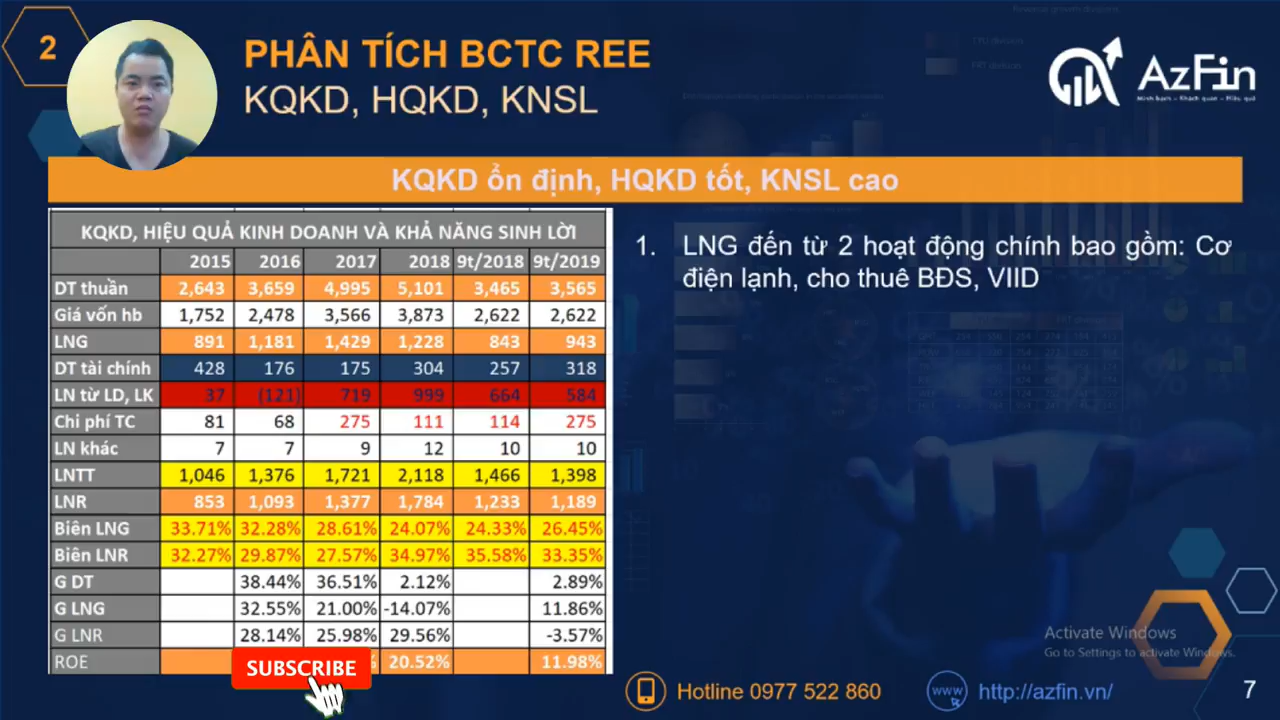 2
PHÂN TÍCH BCTC REE
KQKD, HQKD, KNSL
AzFin
Minh bạch - Khách quan - Hiệu quả
KQKD ổn định, HQKD tốt, KNSL cao
KQKD, HIỆU QUẢ KINH DOANH VÀ KHẢ NĂNG SINH LỜI
2015 2016 2017 2018 9t/2018 9t/2019
DT thuần 2,643 3,659 4,995 5,101 3,465 3,565
Giá vốn hb 1,752 2,478 3,566 3,873 2,622 2,622
LNG 891 1,181 1,429 1,228 843 943
DT tài chính 428 176 175 304 257 318
LN từ LD, LK 37 (121) 719 999 664 584
Chi phí TC 81 68 275 111 114 275
LN khác 7 7 9 12 10 10
LNTT 1,046 1,376 1,721 2,118 1,466 1,398
LNR 853 1,093 1,377 1,784 1,233 1,189
Biên LNG 33.71% 32.28% 28.61% 24.07% 24.33% 26.45%
Biên LNR 32.27% 29.87% 27.57% 34.97% 35.58% 33.35%
G DT 38.44% 36.51% 2.12% 2.89%
G LNG 32.55% 21.00% -14.07% 11.86%
G LNR 28.14% 25.98% 29.56% -3.57%
ROE 20.52% 11.98%
SUBSCRIBE
1. LNG đến từ 2 hoạt động chính bao gồm: Cơ
điện lạnh, cho thuê BĐS, VIID
Activate Windows
Go to Settings to activate Windows.
Hotline 0977 522 860
www
http://azfin.vn/
7